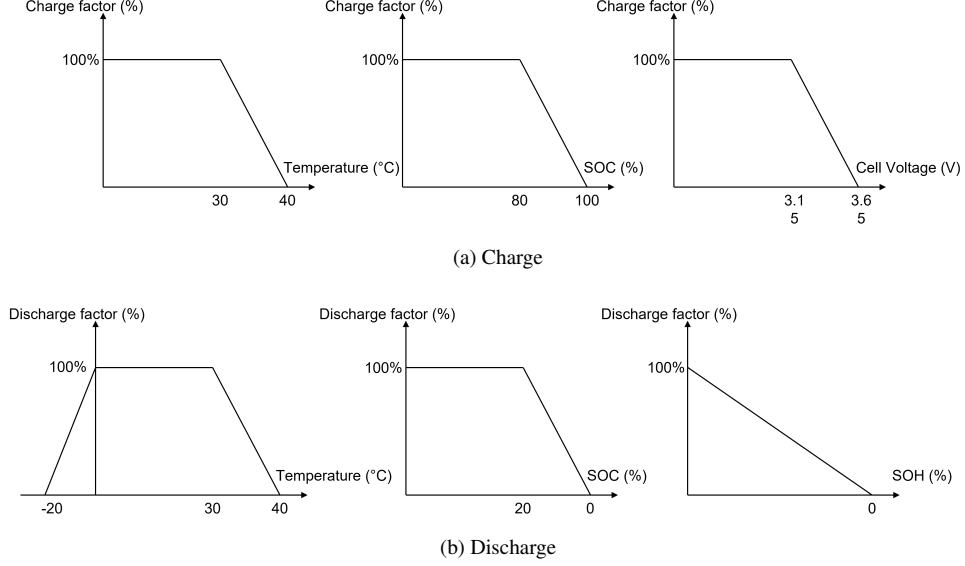 Charge factor (%)
Charge factor (%)
Charge factor (%)
100%
100%
100%
Temperature (°C)
SOC (%)
Cell Voltage (V)
30
40
80
100
3.1
5
3.6
5
(a) Charge
Discharge factor (%)
Discharge factor (%)
Discharge factor (%)
100%
100%
100%
Temperature (°C)
SOC (%)
SOH (%)
-20
30
40
20
0
0
(b) Discharge